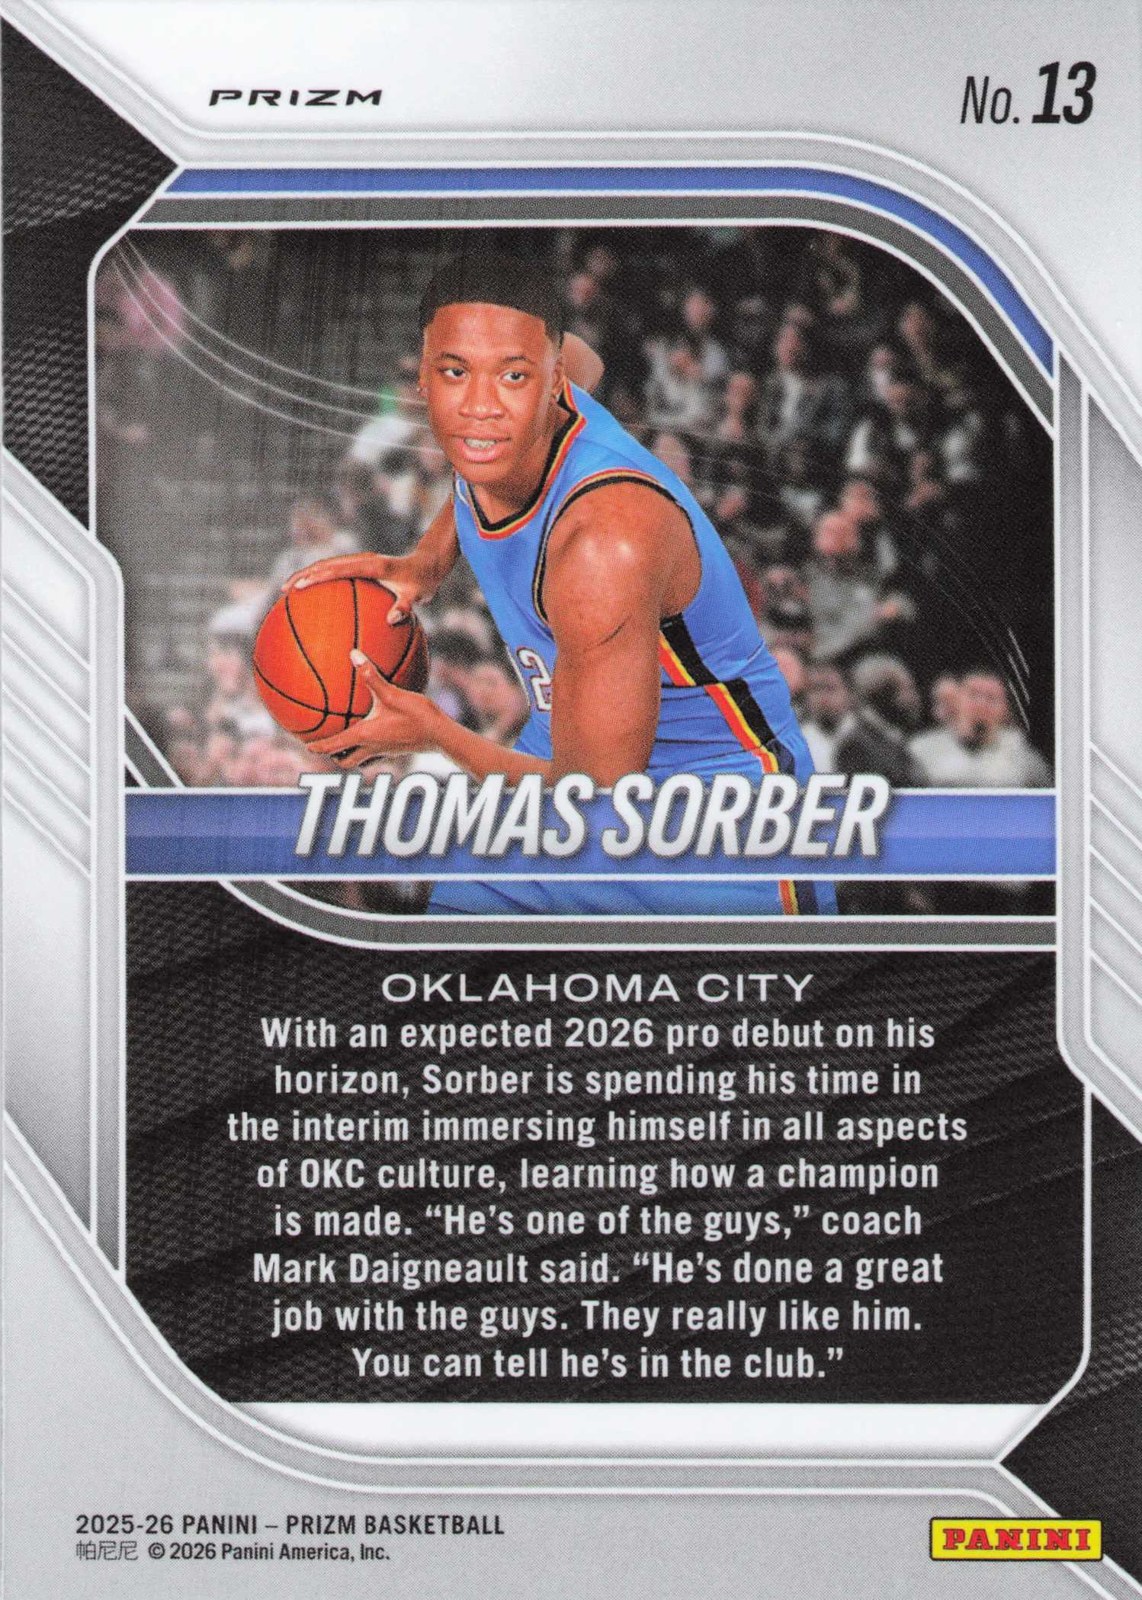 PRIZM
No. 13
THOMAS SORBER
OKLAHOMA CITY
With an expected 2026 pro debut on his
horizon, Sorber is spending his time in
the interim immersing himself in all aspects
of OKC culture, learning how a champion
is made. “He’s one of the guys,” coach
Mark Daigneault said. “He’s done a great
job with the guys. They really like him.
You can tell he’s in the club.”
2025-26 PANINI – PRIZM BASKETBALL
帕尼尼 © 2026 Panini America, Inc.
PANINI